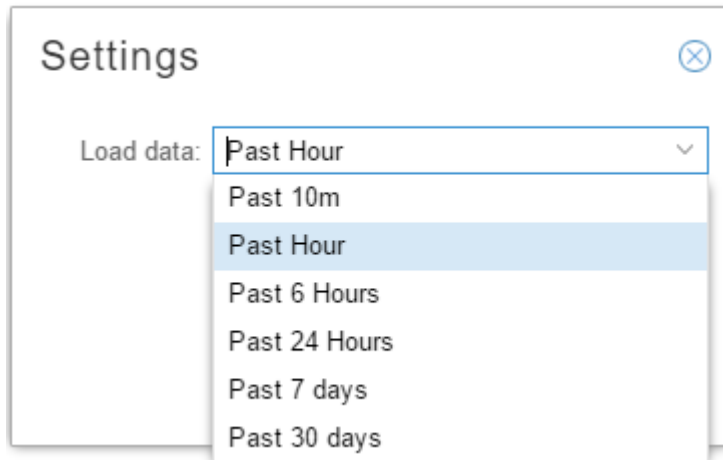 Settings
Load data: Past Hour
Past 10m
Past Hour
Past 6 Hours
Past 24 Hours
Past 7 days
Past 30 days